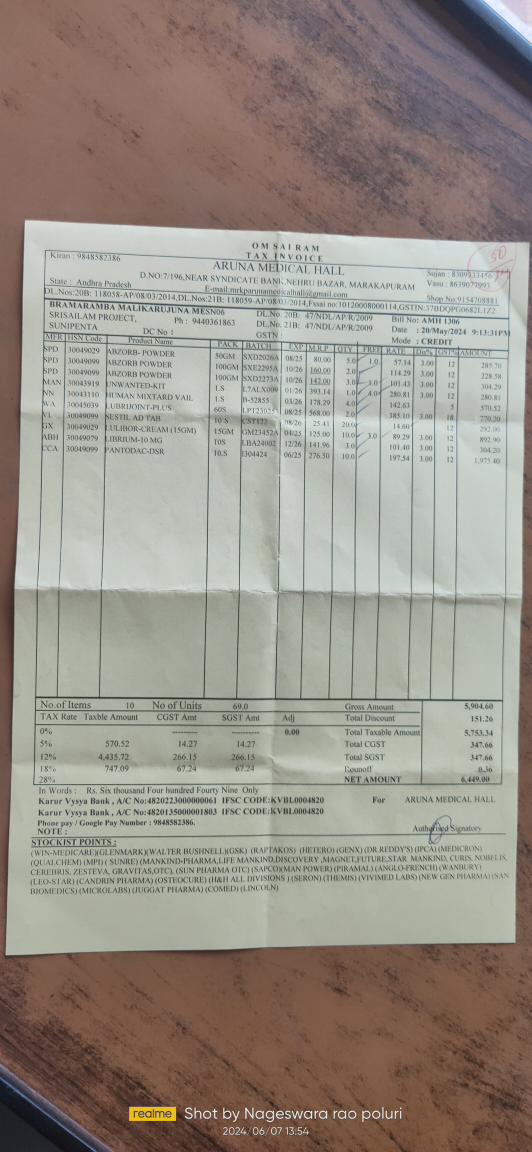 OM SAI RAM
TAX INVOICE
Kiran : 9848582386
ARUNA MEDICAL HALL
Sujan : 8309333456
D.NO:7/196,NEAR SYNDICATE BANK,NEHRU BAZAR, MARAKAPURAM
Vasu : 8639077991
State : Andhra Pradesh
E-mail:mrkparunamedicalhall@gmail.com
Shop No:9154708881
DL.Nos:20B: 118058-AP/08/03/2014,DL.Nos:21B: 118059-AP/08/03/2014,Fssai no:10120008000114,GSTIN:37BDQPG0682L1Z2
BRAMARAMBA MALIKARUJUNA MESN06
DL.No. 20B: 47/NDL/AP/R/2009
Bill No: AMH 1306
SRISAILAM PROJECT,
Ph : 9440361863
DL.No. 21B: 47/NDL/AP/R/2009
Date : 20/May/2024 9:13:31PM
SUNIPENTA
DC No :
GSTN :
Mode : CREDIT
MFR HSN Code Product Name PACK BATCH EXP M.R.P QTY FREE RATE Dis% GST% AMOUNT
SPD 30049029 ABZORB- POWDER 50GM SXD2026A 08/25 80.00 5.0 1.0 57.14 3.00 12 285.70
SPD 30049099 ABZORB POWDER 100GM SXE2295A 10/26 160.00 2.0 114.29 3.00 12 228.58
SPD 30049099 ABZORB POWDER 100GM SXD2273A 10/26 142.00 3.0 1.0 101.43 3.00 12 304.29
MAN 30043919 UNWANTED-KIT 1.S L7ALX009 01/26 393.14 1.0 4.0 280.81 3.00 12 280.81
NN 30043110 HUMAN MIXTARD VAIL 1.S 03/26 178.29 4.0 142.63 5 570.52
WA 30045039 LUBRIJOINT-PLUS 60S LPT23025 08/25 568.00 2.0 385.10 3.00 18 770.20
VL 30049099 NESTIL AD TAB 10 S CST122 08/26 25.41 20.0 14.60 12 292.00
GX 30049029 LULIBOR-CREAM (15GM) 15GM GM23452A 04/25 125.00 10.0 3.0 89.29 3.00 12 892.90
ABH 30049079 LIBRIUM-10 MG 10S LBA24002 12/26 141.96 3.0 101.40 3.00 12 304.20
CCA 30049099 PANTODAC-DSR 10.S I304424 06/25 276.50 10.0 197.54 3.00 12 1,975.40
No.of Items 10 No of Units 69.0 Gross Amount 5,904.60
TAX Rate Taxble Amount CGST Amt SGST Amt Adj Total Discount 151.26
0% ---------- ---------- 0.00 Total Taxable Amount 5,753.34
5% 570.52 14.27 14.27 Total CGST 347.66
12% 4,435.72 266.15 266.15 Total SGST 347.66
18% 747.09 67.24 67.24 Rounoff 0.36
28% NET AMOUNT 6,449.00
In Words : Rs. Six thousand Four hundred Fourty Nine Only
Karur Vysya Bank , A/C No:4820223000000061 IFSC CODE:KVBL0004820
For ARUNA MEDICAL HALL
Karur Vysya Bank , A/C No:4820135000001803 IFSC CODE:KVBL0004820
Phone pay / Google Pay Number : 9848582386.
NOTE :
Authorised Signatory
STOCKIST POINTS :
(WIN-MEDICARE)(GLENMARK)(WALTER BUSHNELL)(GSK) (RAPTAKOS) (HETERO) (GENX) (DR.REDDY'S) (IPCA) (MEDICRON)
(QUALCHEM) (MPI) ( SUNRE) (MANKIND-PHARMA,LIFE MANKIND,DISCOVERY ,MAGNET,FUTURE,STAR MANKIND, CURIS, NOBELIS,
CEREBRIS, ZESTEVA, GRAVITAS,OTC), (SUN PHARMA OTC) (SAPCO)(MAN POWER) (PIRAMAL) (ANGLO-FRENCH) (WANBURY)
(LEO-STAR) (CANDRIN PHARMA) (OSTEOCURE) (H&H ALL DIVISIONS ) (SERON) (THEMIS) (VIVIMED LABS) (NEW GEN PHARMA) (SAN
BIOMEDICS) (MICROLABS) (JUGGAT PHARMA) (COMED) (LINCOLN)
realme Shot by Nageswara rao poluri
2024/06/07 13:54